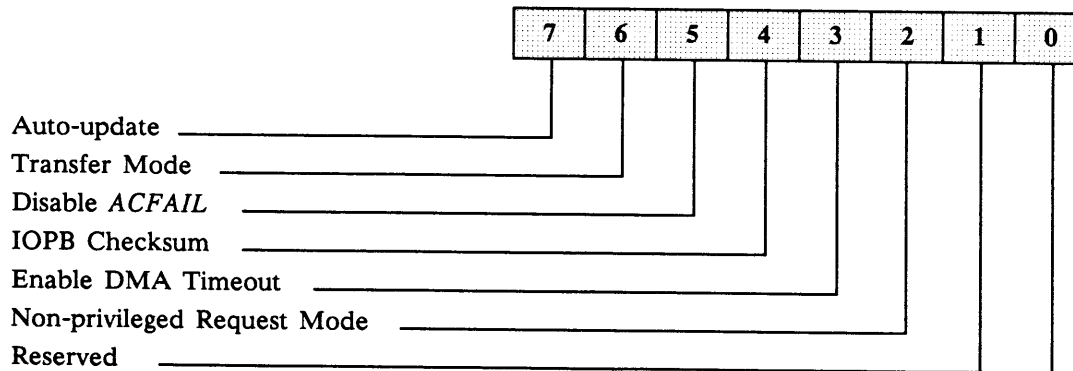 7 6 5 4 3 2 1 0
Auto-update
Transfer Mode
Disable ACFAIL
IOPB Checksum
Enable DMA Timeout
Non-privileged Request Mode
Reserved